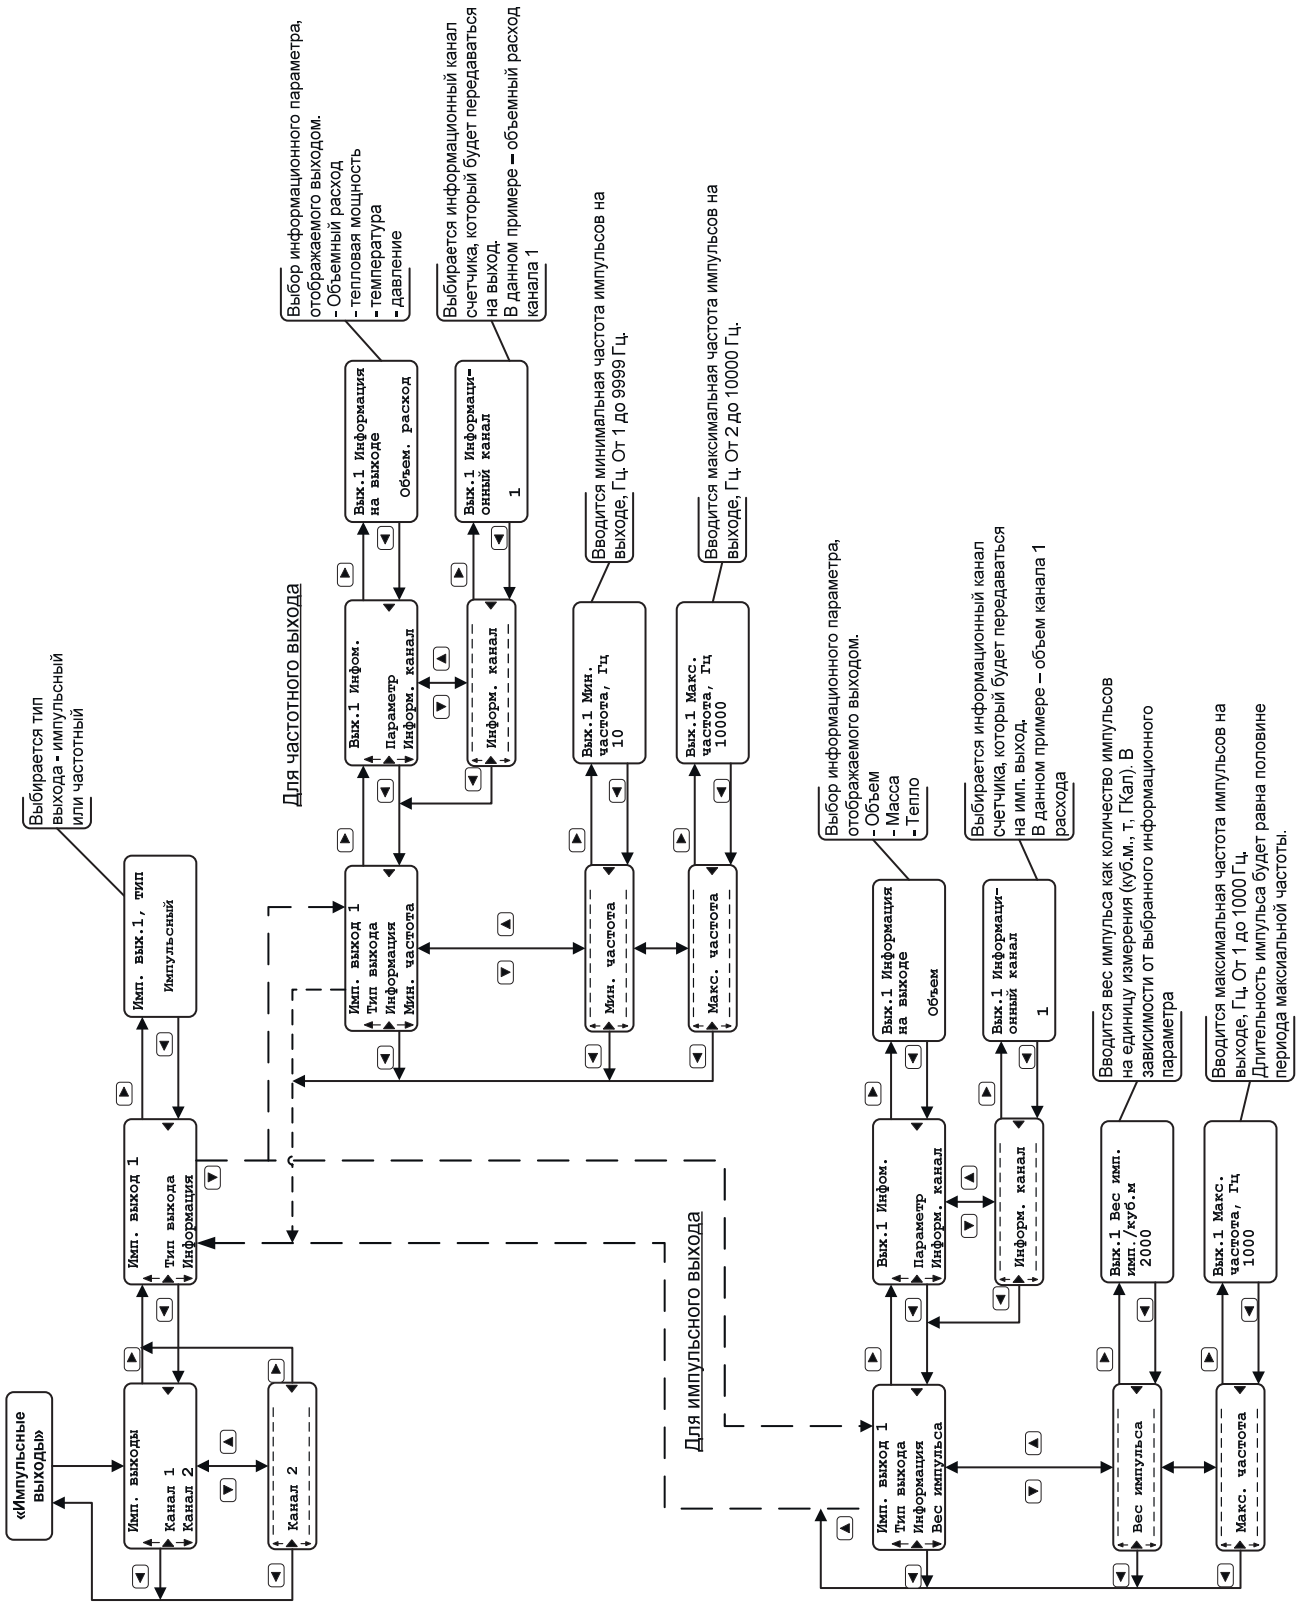 «Импульсные
выходы»
Имп. выходы
Канал 1
Канал 2
Канал 2
Имп. выход 1
Тип выхода
Информация
Имп. вых.1, тип
Импульсный
Выбирается тип
выхода - импульсный
или частотный
Для частотного выхода
Имп. выход 1
Тип выхода
Информация
Мин. частота
Вых.1 Инфом.
Параметр
Информ. канал
Вых.1 Информация
на выходе
Объем. расход
Выбор информационного параметра,
отображаемого выходом.
- Объемный расход
- тепловая мощность
- температура
- давление
Информ. канал
Вых.1 Информаци-
онный канал
1
Выбирается информационный канал
счетчика, который будет передаваться
на выход.
В данном примере – объемный расход
канала 1
Мин. частота
Вых.1 Мин.
частота, Гц
10
Вводится минимальная частота импульсов на
выходе, Гц. От 1 до 9999 Гц.
Макс. частота
Вых.1 Макс.
частота, Гц
10000
Вводится максимальная частота импульсов на
выходе, Гц. От 2 до 10000 Гц.
Для импульсного выхода
Имп. выход 1
Тип выхода
Информация
Вес импульса
Вых.1 Инфом.
Параметр
Информ. канал
Вых.1 Информация
на выходе
Объем
Выбор информационного параметра,
отображаемого выходом.
- Объем
- Масса
- Тепло
Информ. канал
Вых.1 Информаци-
онный канал
1
Выбирается информационный канал
счетчика, который будет передаваться
на имп. выход.
В данном примере – объем канала 1
расхода
Вес импульса
Вых.1 Вес имп.
имп./куб.м
2000
Вводится вес импульса как количество импульсов
на единицу измерения (куб.м., т, ГКал). В
зависимости от выбранного информационного
параметра
Макс. частота
Вых.1 Макс.
частота, Гц
1000
Вводится максимальная частота импульсов на
выходе, Гц. От 1 до 1000 Гц.
Длительность импульса будет равна половине
периода максиальной частоты.